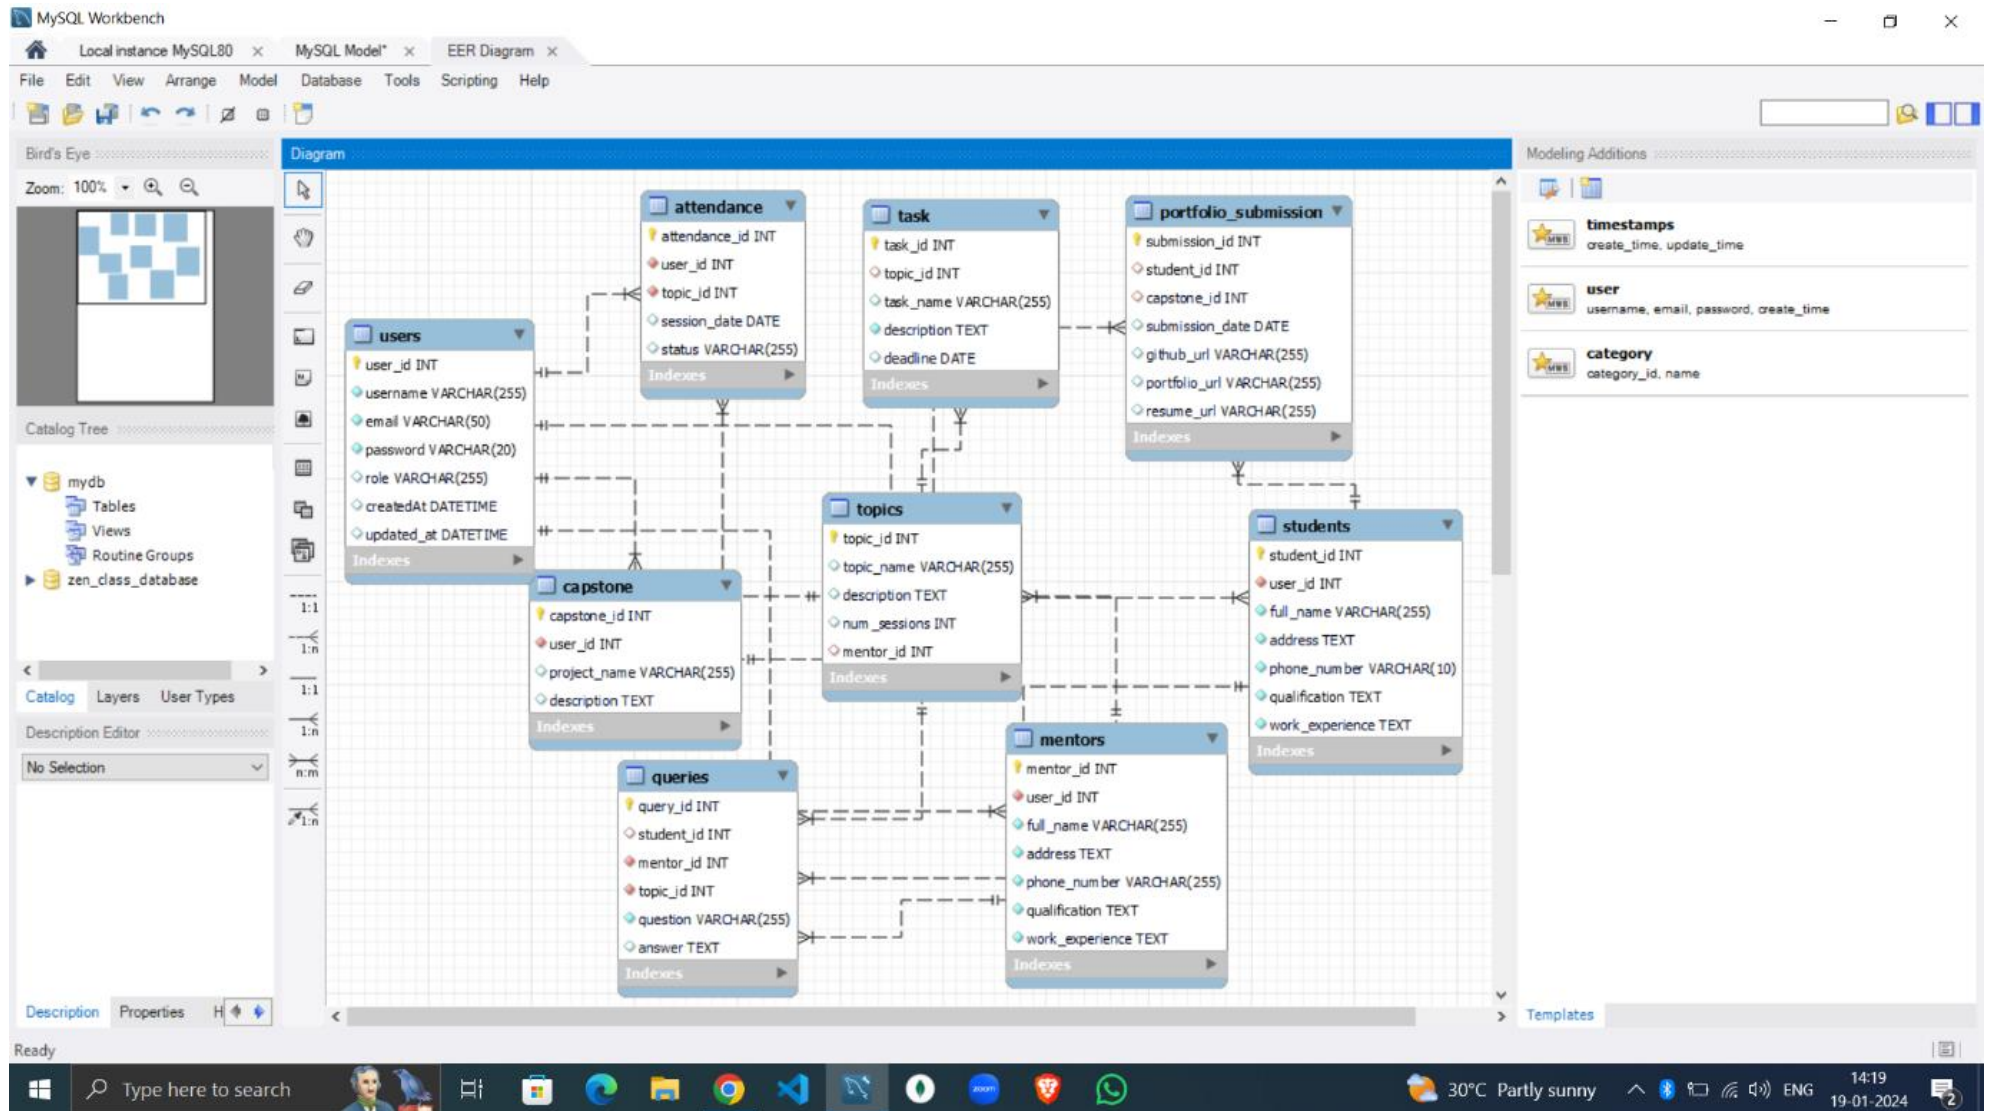 MySQL Workbench
Local instance MySQL80
MySQL Model*
EER Diagram
File Edit View Arrange Model Database Tools Scripting Help
Bird's Eye
Zoom: 100%
Catalog Tree
mydb
Tables
Views
Routine Groups
zen_class_database
Catalog Layers User Types
Description Editor
No Selection
Description Properties H
Ready
Diagram
1:1
1:n
1:1
1:n
n:m
1:n
users
user_id INT
username VARCHAR(255)
email VARCHAR(50)
password VARCHAR(20)
role VARCHAR(255)
createdAt DATETIME
updated_at DATETIME
Indexes
attendance
attendance_id INT
user_id INT
topic_id INT
session_date DATE
status VARCHAR(255)
Indexes
task
task_id INT
topic_id INT
task_name VARCHAR(255)
description TEXT
deadline DATE
Indexes
portfolio_submission
submission_id INT
student_id INT
capstone_id INT
submission_date DATE
github_url VARCHAR(255)
portfolio_url VARCHAR(255)
resume_url VARCHAR(255)
Indexes
capstone
capstone_id INT
user_id INT
project_name VARCHAR(255)
description TEXT
Indexes
topics
topic_id INT
topic_name VARCHAR(255)
description TEXT
num_sessions INT
mentor_id INT
Indexes
students
student_id INT
user_id INT
full_name VARCHAR(255)
address TEXT
phone_number VARCHAR(10)
qualification TEXT
work_experience TEXT
Indexes
queries
query_id INT
student_id INT
mentor_id INT
topic_id INT
question VARCHAR(255)
answer TEXT
Indexes
mentors
mentor_id INT
user_id INT
full_name VARCHAR(255)
address TEXT
phone_number VARCHAR(255)
qualification TEXT
work_experience TEXT
Indexes
Modeling Additions
timestamps
create_time, update_time
user
username, email, password, create_time
category
category_id, name
Templates
Type here to search
zoom
30°C Partly sunny
ENG
14:19
19-01-2024
2